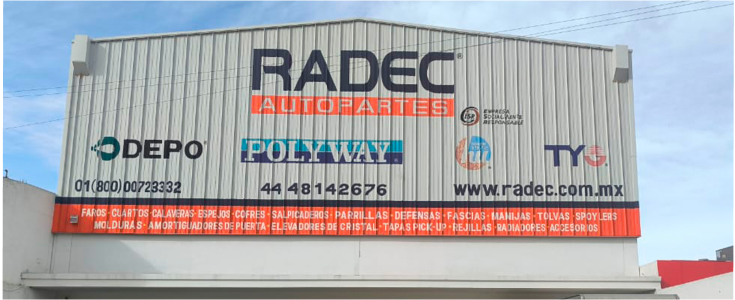 RADEC®
AUTOPARTES
ESR EMPRESA
SOCIALMENTE
RESPONSABLE
DEPO®
POLYWAY®
TYG
01(800)00723332
44 48142676
www.radec.com.mx
FAROS·CUARTOS·CALAVERAS·ESPEJOS·COFRES·SALPICADEROS·PARRILLAS·DEFENSAS·FASCIAS·MANIJAS·TOLVAS·SPOYLERS
MOLDURAS·AMORTIGUADORES DE PUERTA·ELEVADORES DE CRISTAL·TAPAS PICK-UP·REJILLAS·RADIADORES·ACCESORIOS